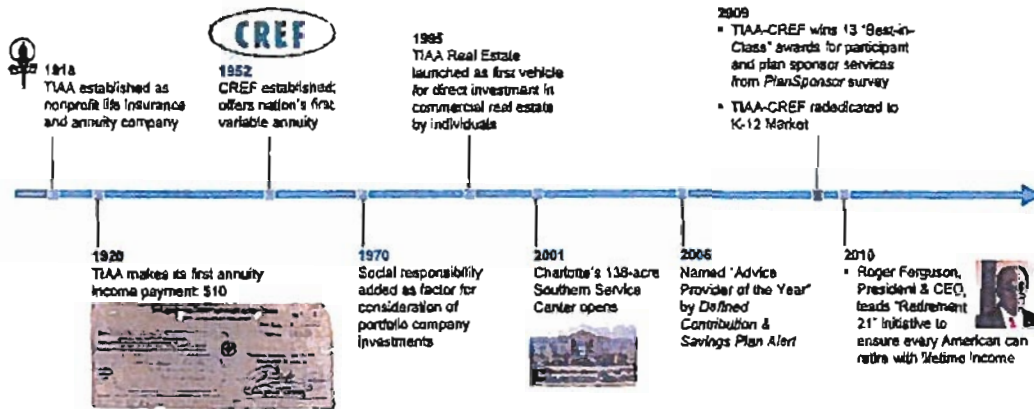 CREF
1918
TIAA established as
nonprofit life insurance
and annuity company
1952
CREF established;
offers nation's first
variable annuity
1995
TIAA Real Estate
launched as first vehicle
for direct investment in
commercial real estate
by individuals
2009
• TIAA-CREF wins 13 "Best-in-
Class" awards for participant
and plan sponsor services
from PlanSponsor survey
• TIAA-CREF rededicated to
K-12 Market
1920
TIAA makes its first annuity
income payment: $10
1970
Social responsibility
added as factor for
consideration of
portfolio company
investments
2001
Charlotte's 138-acre
Southern Service
Center opens
Named "Advice
Provider of the Year"
by Defined
Contribution &
Savings Plan Alert
2010
• Roger Ferguson,
President & CEO,
leads "Retirement
21" Initiative to
ensure every American can
retire with lifetime income